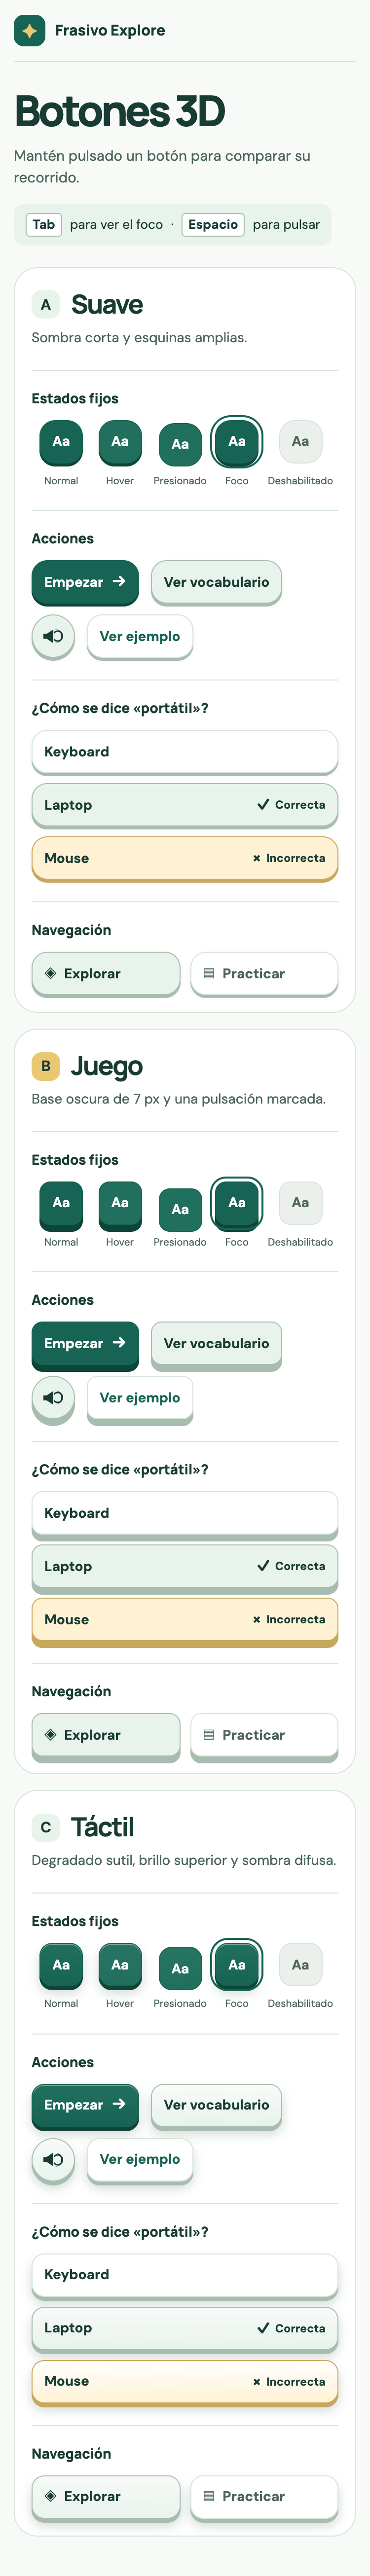 Frasivo Explore
Botones 3D
Mantén pulsado un botón para comparar su
recorrido.
Tab para ver el foco · Espacio para pulsar
A Suave
Sombra corta y esquinas amplias.
Estados fijos
Aa Aa Aa Aa Aa
Normal Hover Presionado Foco Deshabilitado
Acciones
Empezar → Ver vocabulario
Ver ejemplo
¿Cómo se dice «portátil»?
Keyboard
Laptop ✓ Correcta
Mouse × Incorrecta
Navegación
◈ Explorar ▤ Practicar
B Juego
Base oscura de 7 px y una pulsación marcada.
Estados fijos
Aa Aa Aa Aa Aa
Normal Hover Presionado Foco Deshabilitado
Acciones
Empezar → Ver vocabulario
Ver ejemplo
¿Cómo se dice «portátil»?
Keyboard
Laptop ✓ Correcta
Mouse × Incorrecta
Navegación
◈ Explorar ▤ Practicar
C Táctil
Degradado sutil, brillo superior y sombra difusa.
Estados fijos
Aa Aa Aa Aa Aa
Normal Hover Presionado Foco Deshabilitado
Acciones
Empezar → Ver vocabulario
Ver ejemplo
¿Cómo se dice «portátil»?
Keyboard
Laptop ✓ Correcta
Mouse × Incorrecta
Navegación
◈ Explorar ▤ Practicar